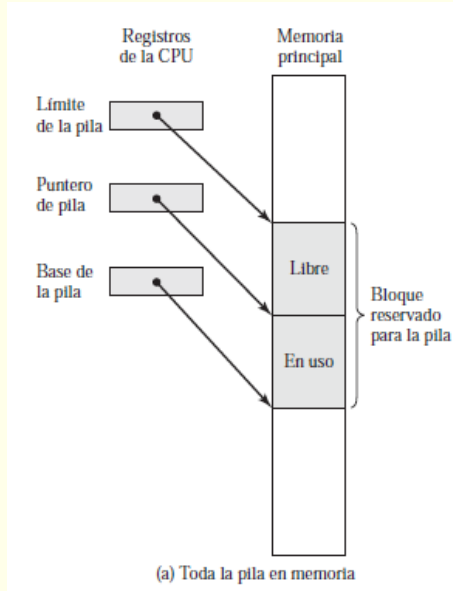 Registros
de la CPU
Memoria
principal
Límite
de la pila
Puntero
de pila
Base de
la pila
Libre
En uso
Bloque
reservado
para la pila
(a) Toda la pila en memoria